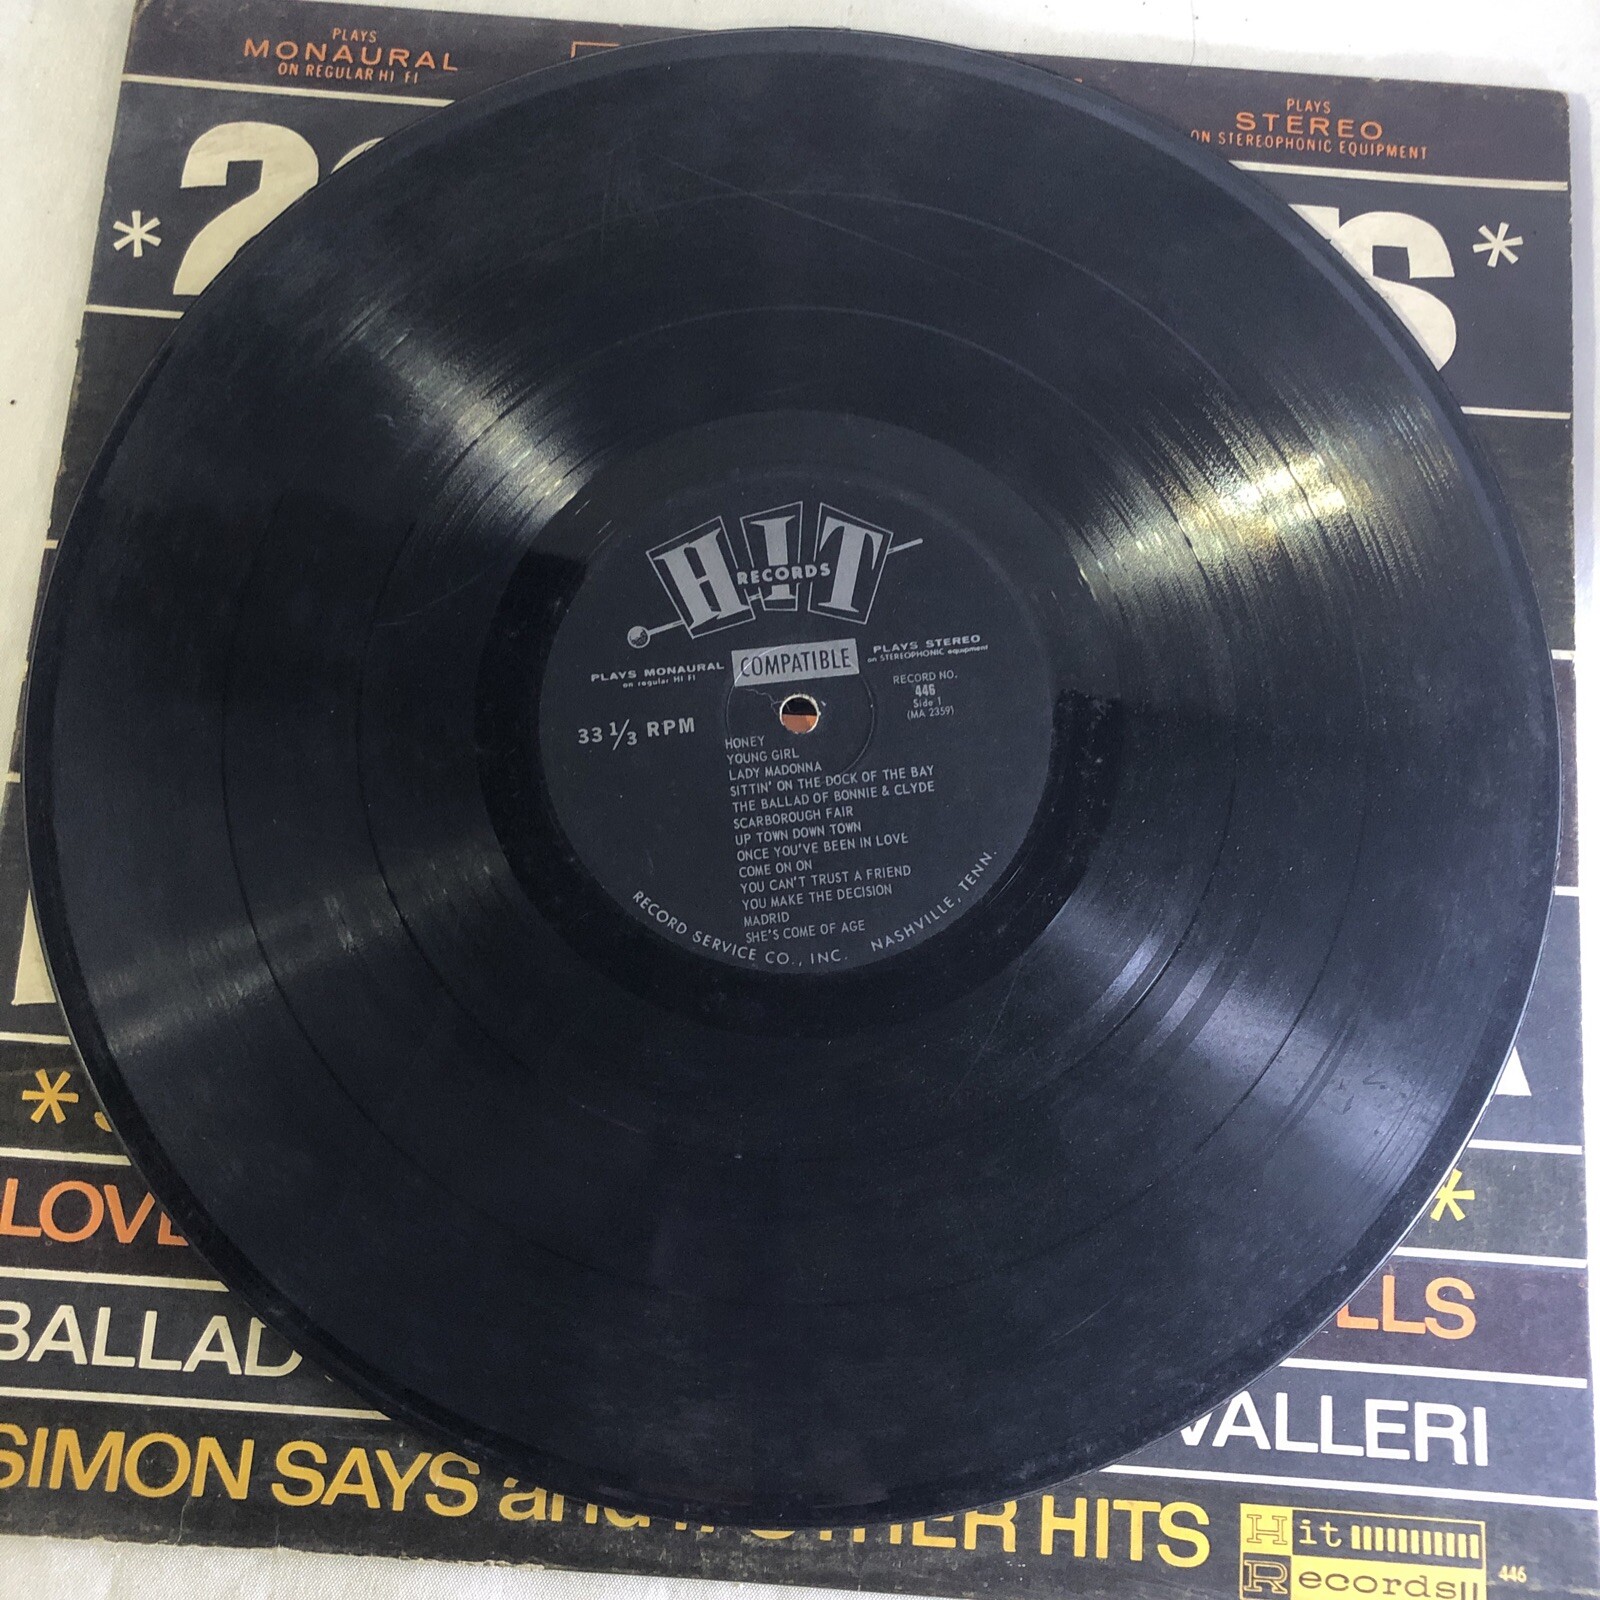 PLAYS
MONAURAL
ON REGULAR HI FI
PLAYS
STEREO
ON STEREOPHONIC EQUIPMENT
HIT
RECORDS
PLAYS MONAURAL
on regular HI FI
COMPATIBLE
PLAYS STEREO
on STEREOPHONIC equipment
33 1/3 RPM
RECORD NO.
446
Side 1
(MA 2359)
HONEY
YOUNG GIRL
LADY MADONNA
SITTIN' ON THE DOCK OF THE BAY
THE BALLAD OF BONNIE & CLYDE
SCARBOROUGH FAIR
UP TOWN DOWN TOWN
ONCE YOU'VE BEEN IN LOVE
COME ON ON
YOU CAN'T TRUST A FRIEND
YOU MAKE THE DECISION
MADRID
SHE'S COME OF AGE
RECORD SERVICE CO., INC. NASHVILLE, TENN.
LOVE
LLS
BALLAD
VALLERI
SIMON SAYS and OTHER HITS
Hit
Records
446